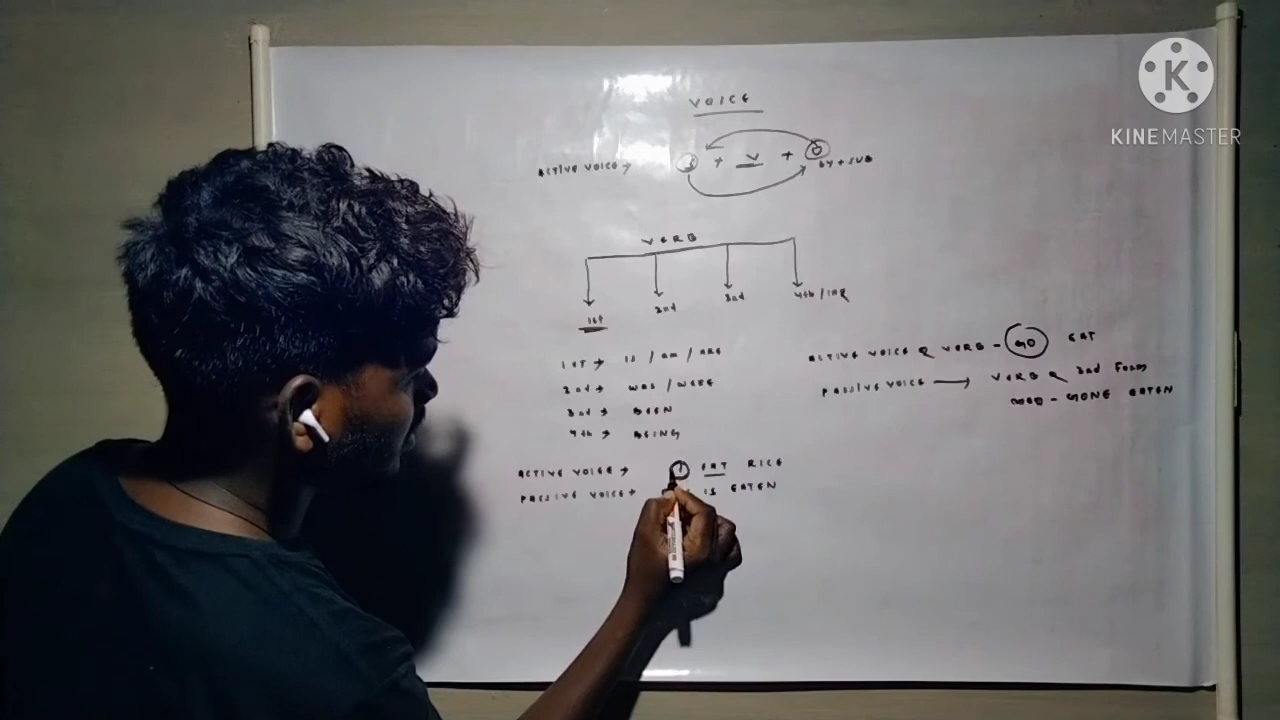 VOICE
K
KINEMASTER
ACTIVE VOICE → S + V + O
by + SUB
VERB
1st 2nd 3rd 4th / ING
1ST → IS / AM / ARE
2nd → WAS / WERE
3rd → BEEN
4th → BEING
ACTIVE VOICE VERB - GO EAT
PASSIVE VOICE → VERB 3rd FORM
GONE EATEN
ACTIVE VOICE → I EAT RICE
PASSIVE VOICE → IS EATEN